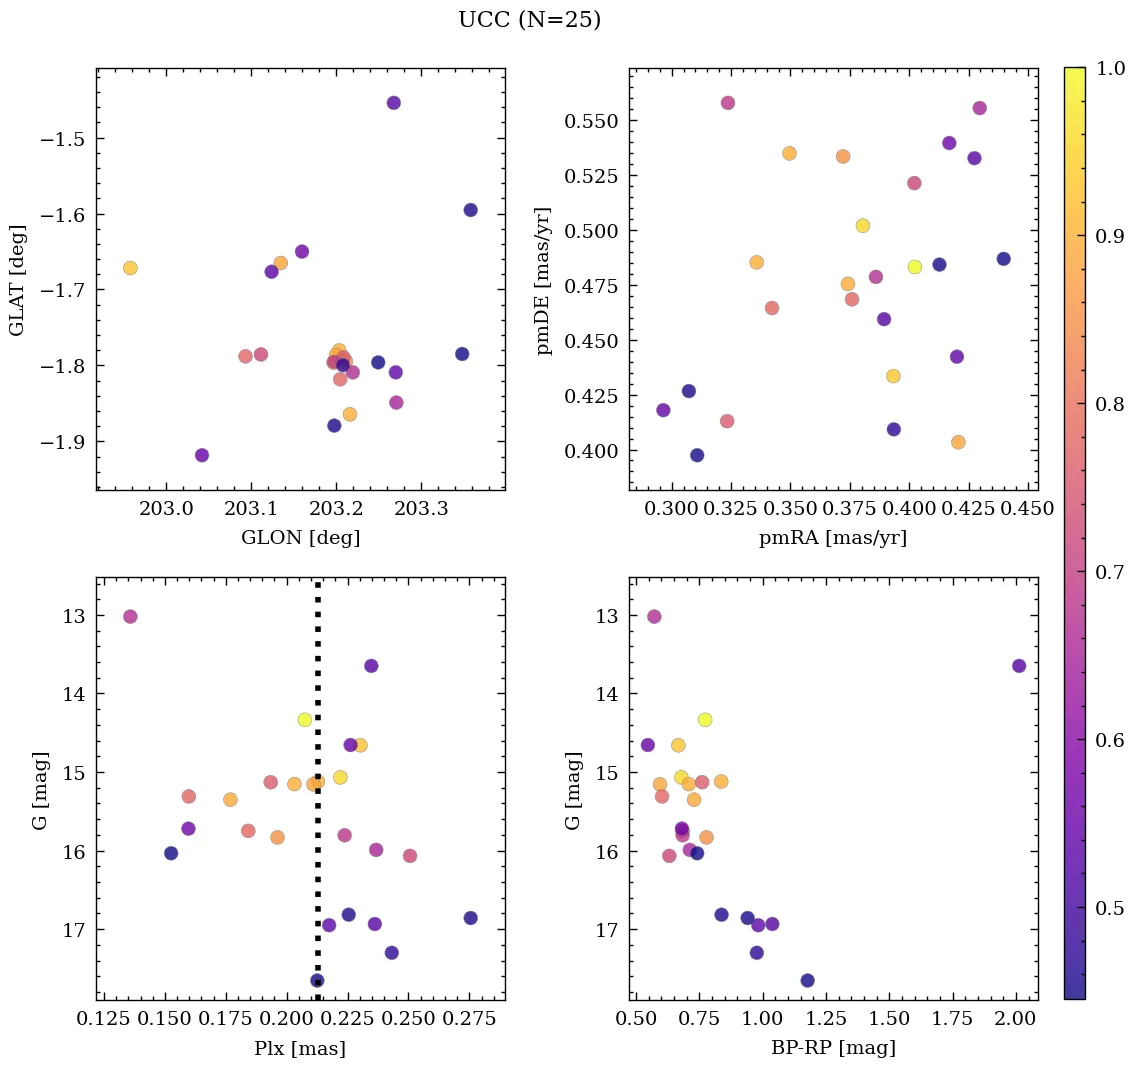 UCC (N=25)
−1.5
−1.6
−1.7
−1.8
−1.9
GLAT [deg]
203.0 203.1 203.2 203.3
GLON [deg]
0.550
0.525
0.500
0.475
0.450
0.425
0.400
pmDE [mas/yr]
0.300 0.325 0.350 0.375 0.400 0.425 0.450
pmRA [mas/yr]
1.0
0.9
0.8
0.7
0.6
0.5
13
14
15
16
17
G [mag]
0.125 0.150 0.175 0.200 0.225 0.250 0.275
Plx [mas]
13
14
15
16
17
G [mag]
0.50 0.75 1.00 1.25 1.50 1.75 2.00
BP-RP [mag]